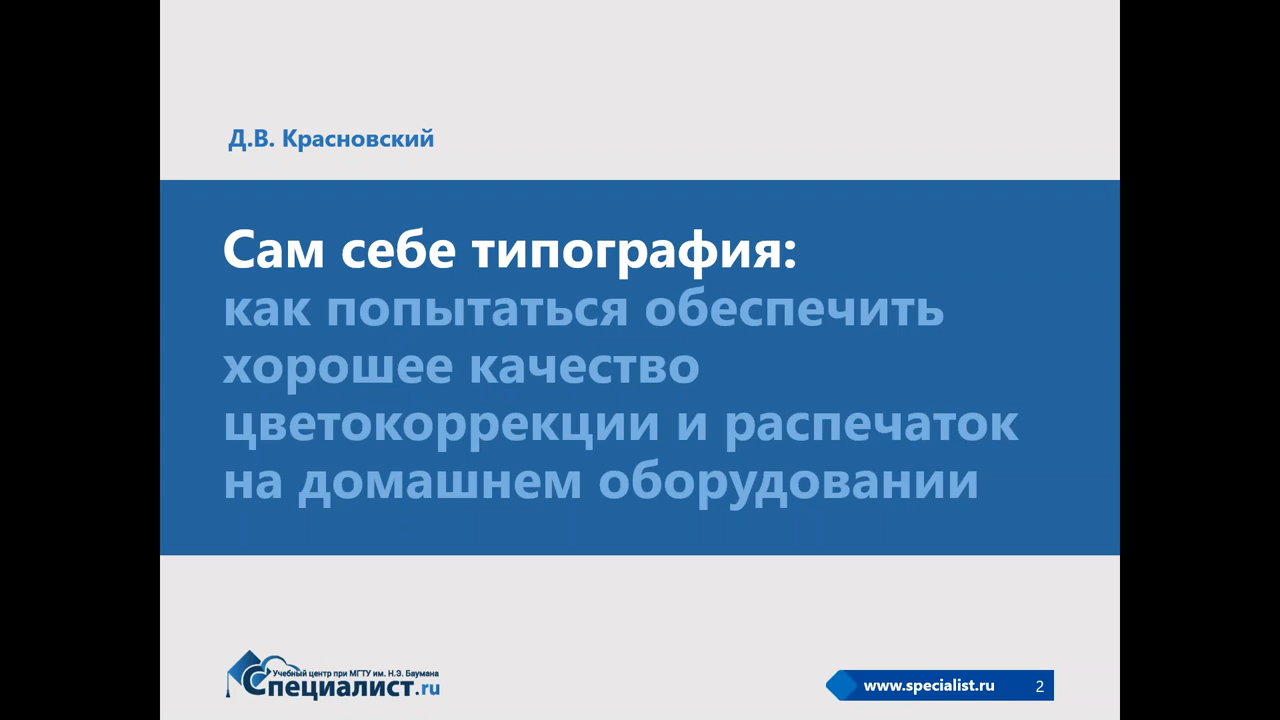 Д.В. Красновский
Сам себе типография:
как попытаться обеспечить
хорошее качество
цветокоррекции и распечаток
на домашнем оборудовании
Учебный центр при МГТУ им. Н.Э. Баумана
Специалист.ru
www.specialist.ru 2